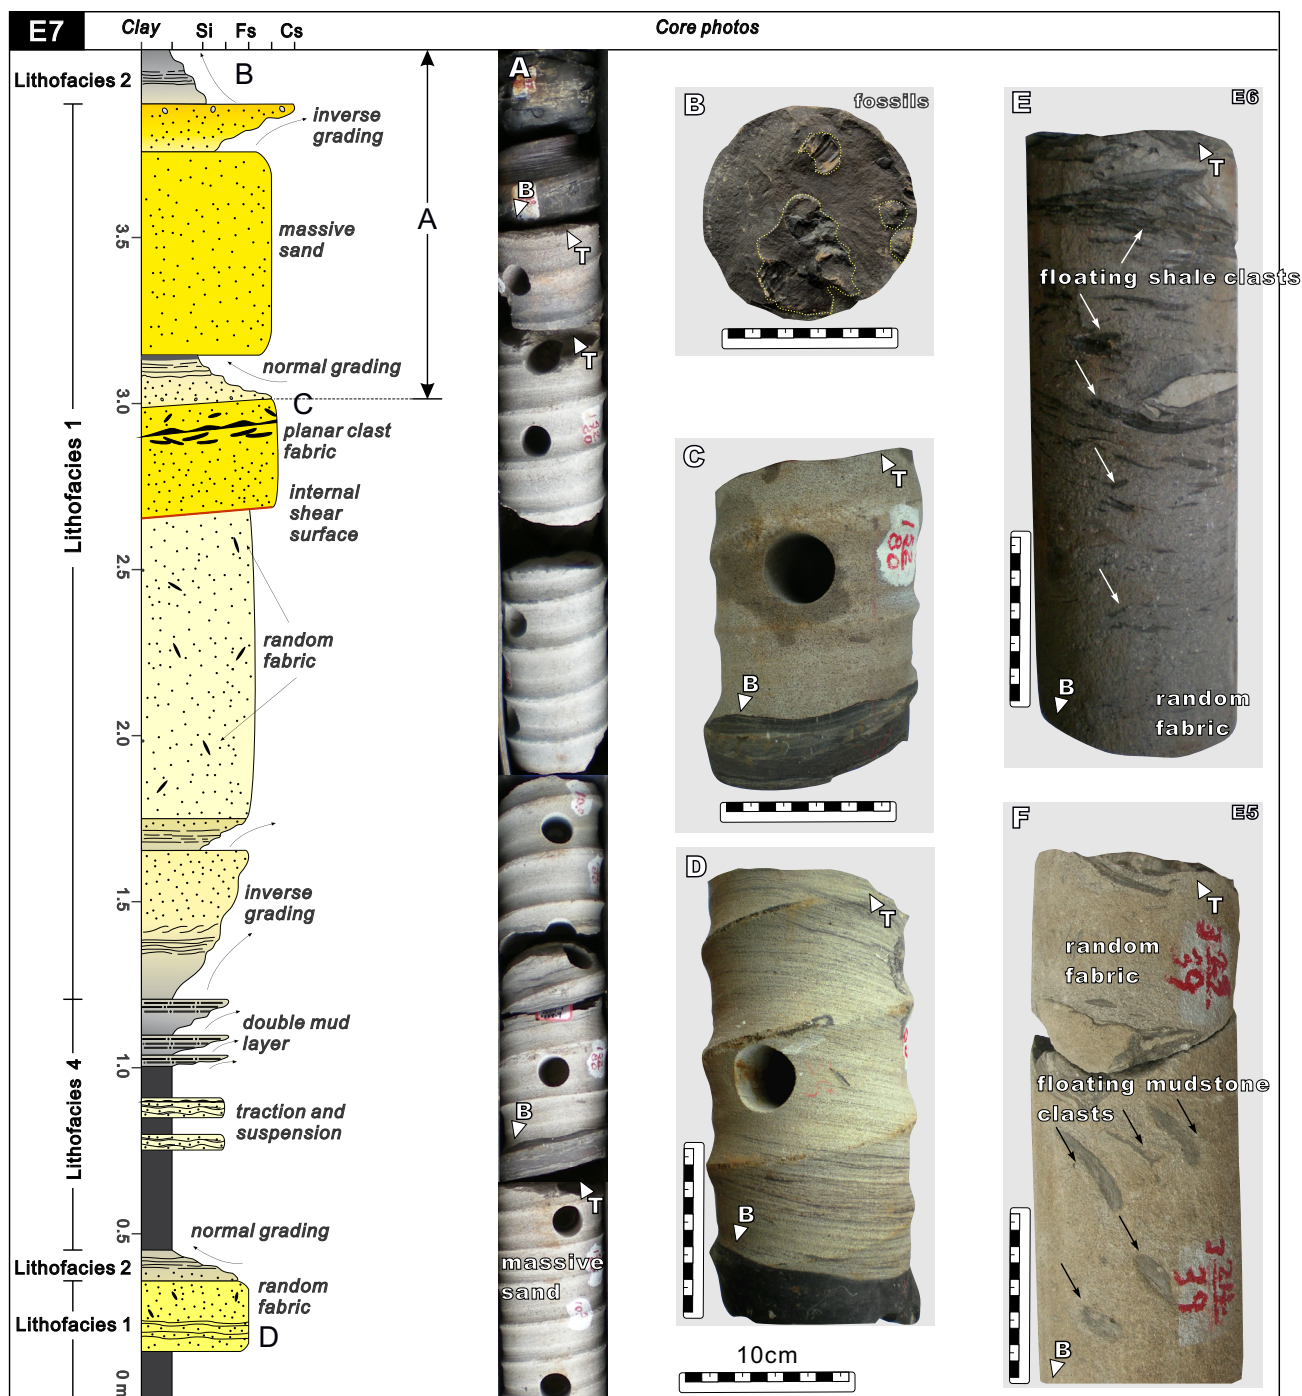 E7
Clay
Si
Fs
Cs
Core photos
Lithofacies 2
B
inverse
grading
massive
sand
A
3.5
normal grading
3.0
C
planar clast
fabric
internal
shear
surface
Lithofacies 1
2.5
random
fabric
2.0
1.5
inverse
grading
double mud
layer
1.0
Lithofacies 4
traction and
suspension
0.5
normal grading
Lithofacies 2
random
fabric
Lithofacies 1
D
0 m
A
B
T
T
B
T
massive
sand
B
fossils
C
T
152
80
B
D
T
B
10cm
E
E6
T
floating shale clasts
B
random
fabric
F
E5
T
random
fabric
floating mudstone
clasts
B